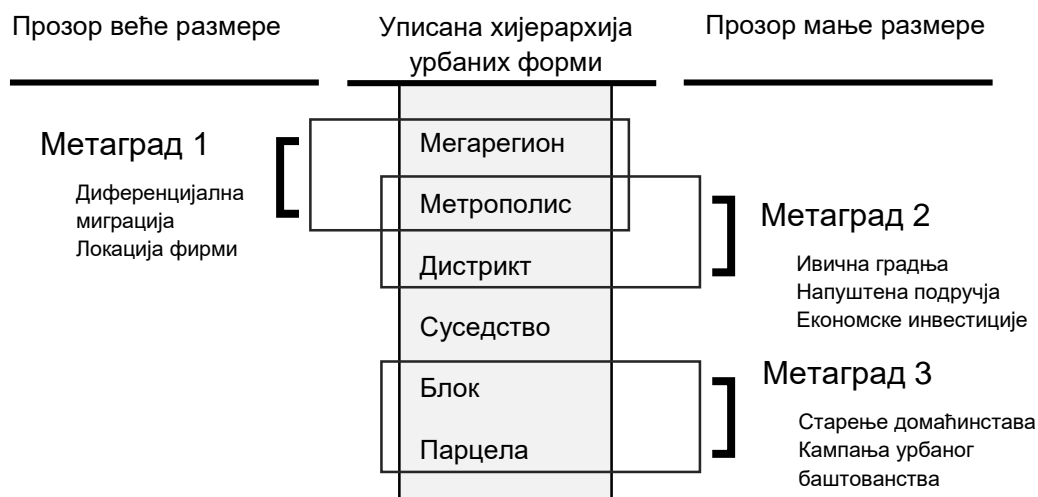 Прозор веће размере
Уписана хијерархија
урбаних форми
Прозор мање размере
Метаград 1
Диференцијална
миграција
Локација фирми
Мегарегион
Метрополис
Дистрикт
Суседство
Блок
Парцела
Метаград 2
Ивична градња
Напуштена подручја
Економске инвестиције
Метаград 3
Старење домаћинстава
Кампања урбаног
баштованства